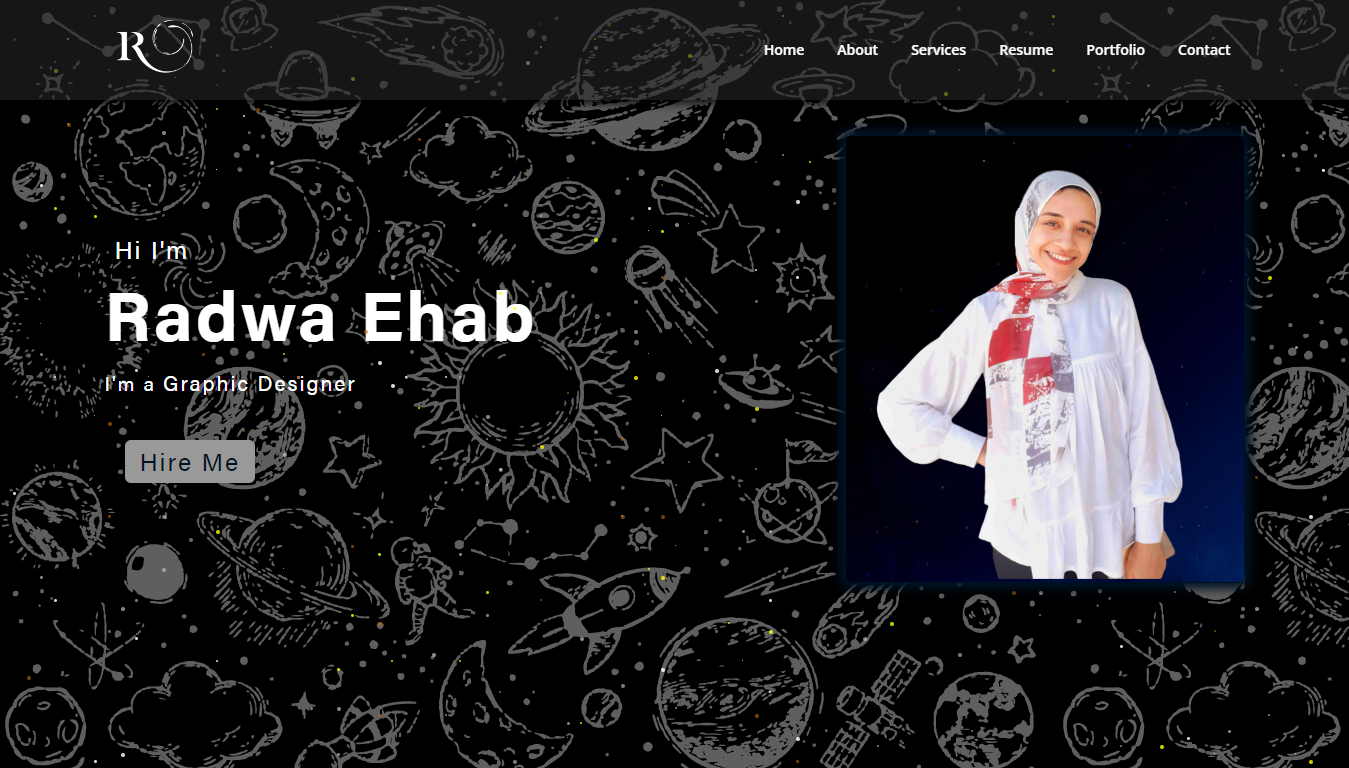 R
Home About Services Resume Portfolio Contact
Hi I'm
Radwa Ehab
I'm a Graphic Designer
Hire Me